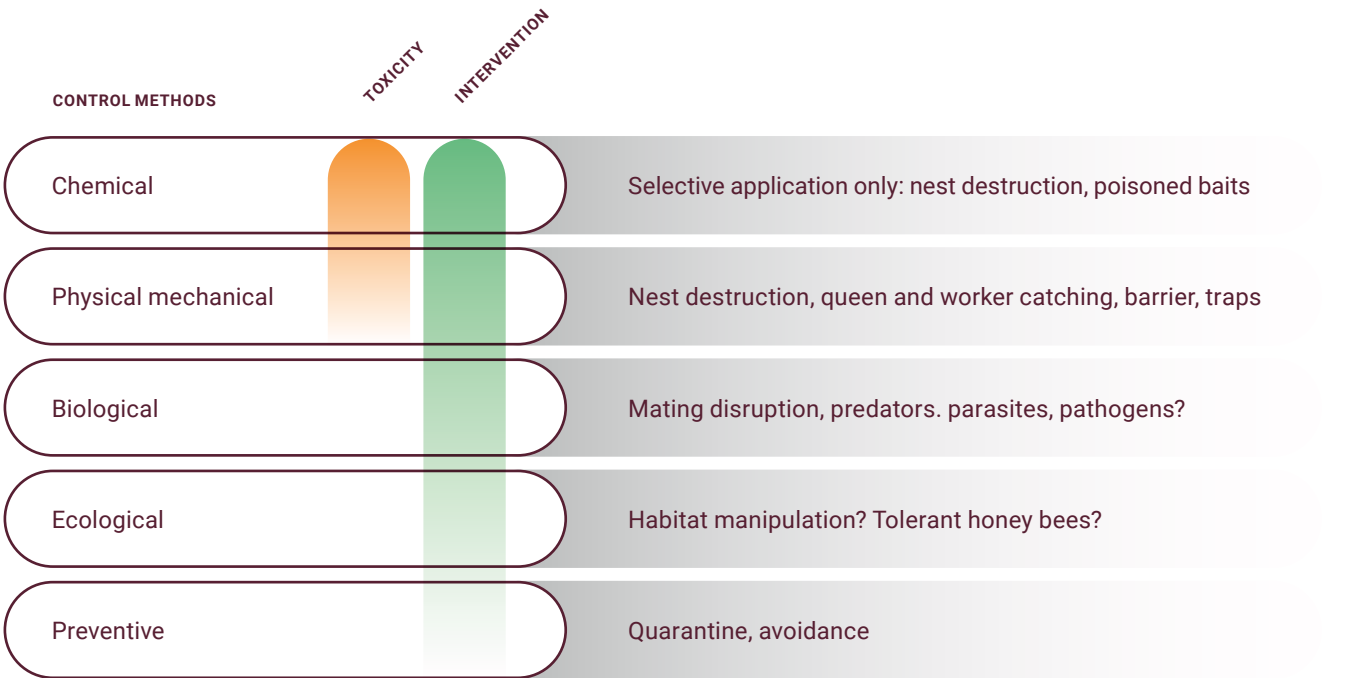 TOXICITY
INTERVENTION
CONTROL METHODS
Chemical
Selective application only: nest destruction, poisoned baits
Physical mechanical
Nest destruction, queen and worker catching, barrier, traps
Biological
Mating disruption, predators. parasites, pathogens?
Ecological
Habitat manipulation? Tolerant honey bees?
Preventive
Quarantine, avoidance